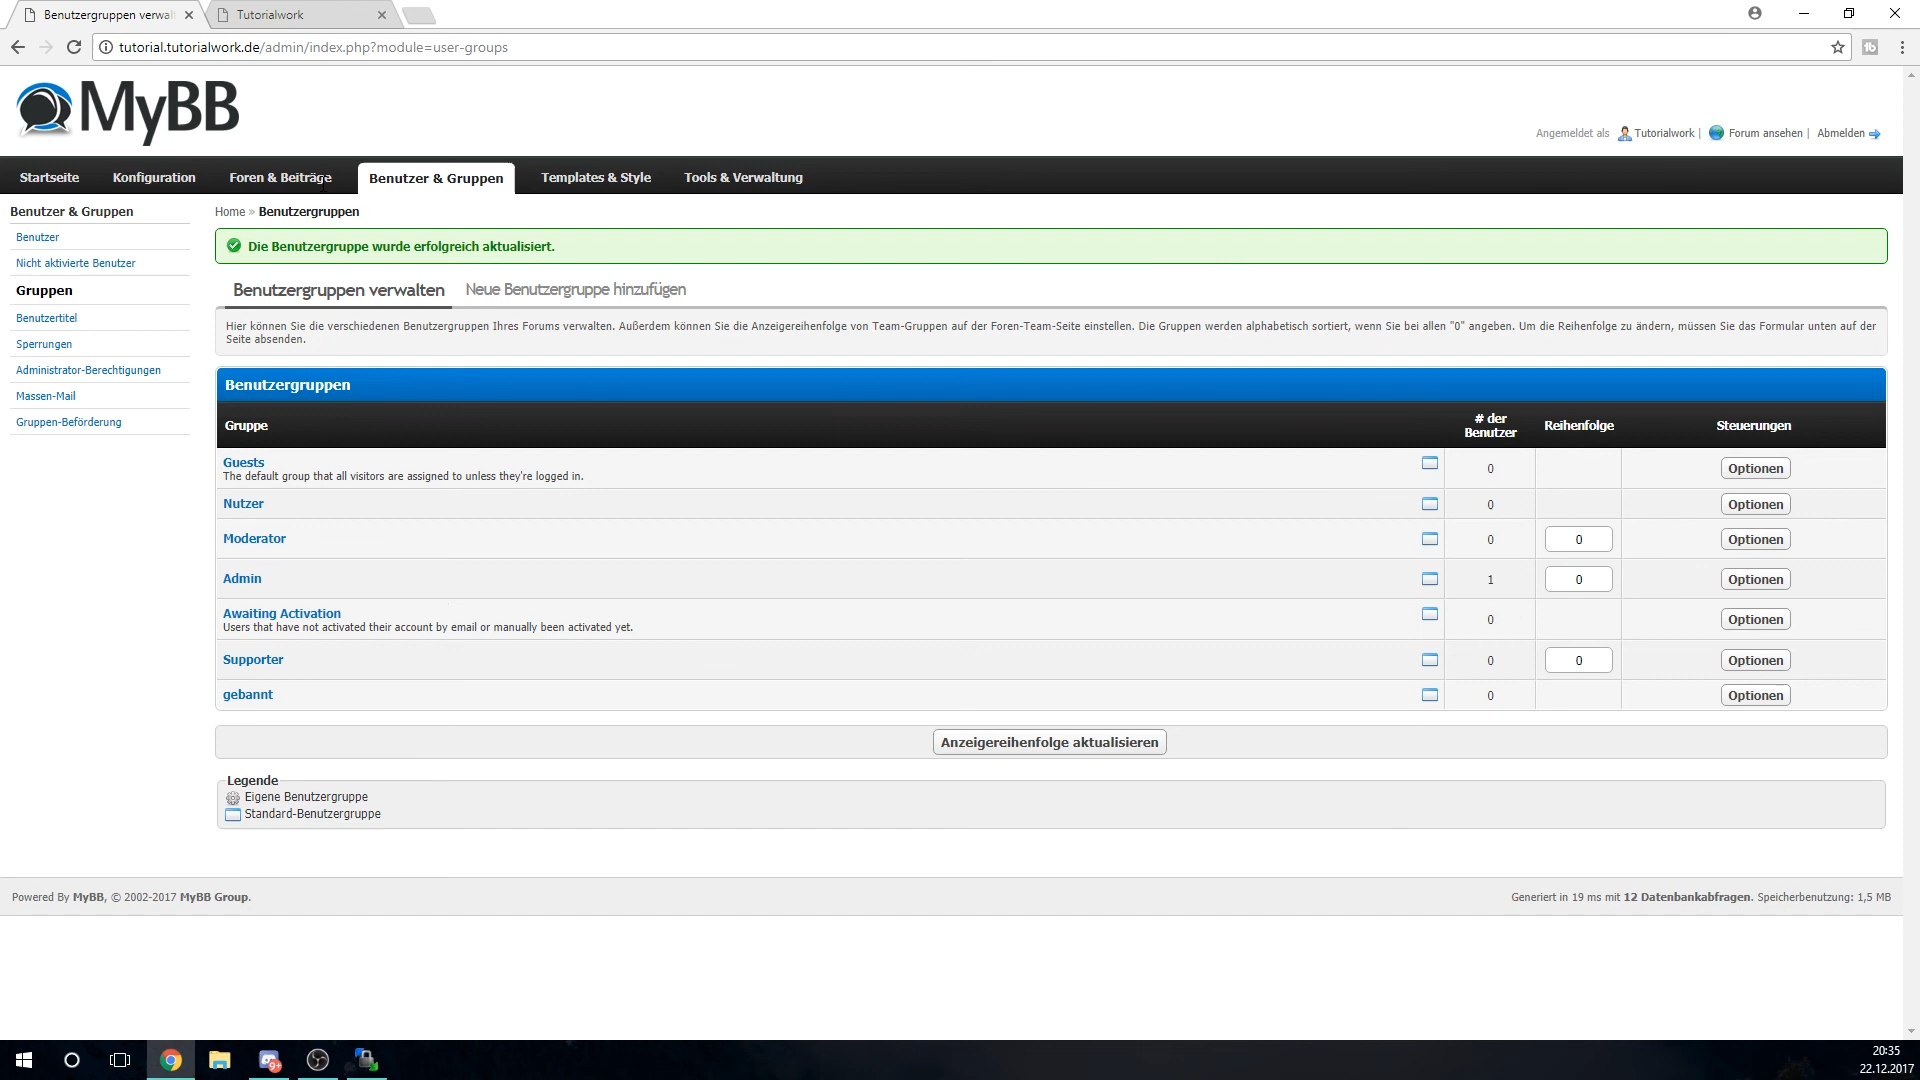 Benutzergruppen verwal
Tutorialwork
tutorial.tutorialwork.de/admin/index.php?module=user-groups
MyBB
Angemeldet als Tutorialwork | Forum ansehen | Abmelden
Startseite Konfiguration Foren & Beiträge Benutzer & Gruppen Templates & Style Tools & Verwaltung
Benutzer & Gruppen
Benutzer
Nicht aktivierte Benutzer
Gruppen
Benutzertitel
Sperrungen
Administrator-Berechtigungen
Massen-Mail
Gruppen-Beförderung
Home » Benutzergruppen
Die Benutzergruppe wurde erfolgreich aktualisiert.
Benutzergruppen verwalten Neue Benutzergruppe hinzufügen
Hier können Sie die verschiedenen Benutzergruppen Ihres Forums verwalten. Außerdem können Sie die Anzeigereihenfolge von Team-Gruppen auf der Foren-Team-Seite einstellen. Die Gruppen werden alphabetisch sortiert, wenn Sie bei allen "0" angeben. Um die Reihenfolge zu ändern, müssen Sie das Formular unten auf der
Seite absenden.
Benutzergruppen
Gruppe # der Benutzer Reihenfolge Steuerungen
Guests 0 Optionen
The default group that all visitors are assigned to unless they're logged in.
Nutzer 0 Optionen
Moderator 0 0 Optionen
Admin 1 0 Optionen
Awaiting Activation 0 Optionen
Users that have not activated their account by email or manually been activated yet.
Supporter 0 0 Optionen
gebannt 0 Optionen
Anzeigereihenfolge aktualisieren
Legende
Eigene Benutzergruppe
Standard-Benutzergruppe
Powered By MyBB, © 2002-2017 MyBB Group.
Generiert in 19 ms mit 12 Datenbankabfragen. Speicherbenutzung: 1,5 MB
9+
20:35
22.12.2017